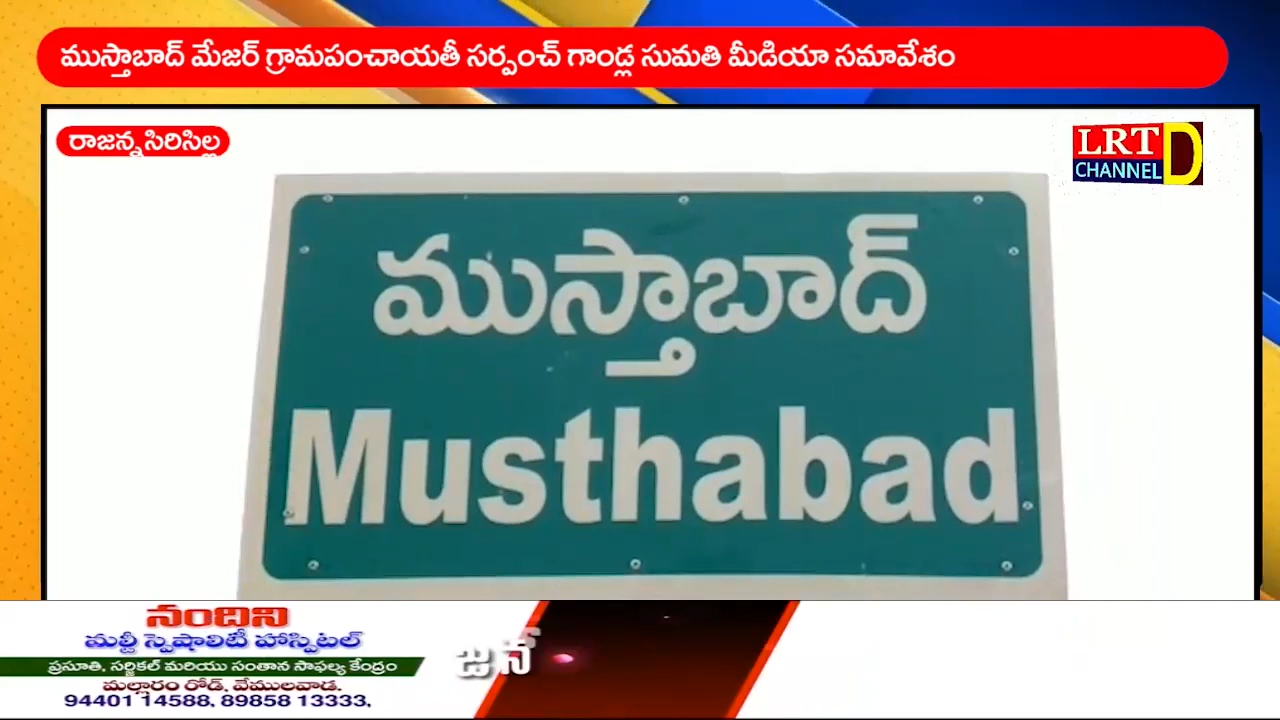 ముస్తాబాద్ మేజర్ గ్రామపంచాయతీ సర్పంచ్ గాండ్ల సుమతి మీడియా సమావేశం
రాజన్నసిరిసిల్ల
LRT D
CHANNEL
ముస్తాబాద్
Musthabad
నందిని
మల్టీ స్పెషాలిటీ హాస్పిటల్
ప్రసూతి, సర్జికల్ మరియు సంతాన సాఫల్య కేంద్రం
మల్లారం రోడ్, వేములవాడ.
94401 14588, 89858 13333,